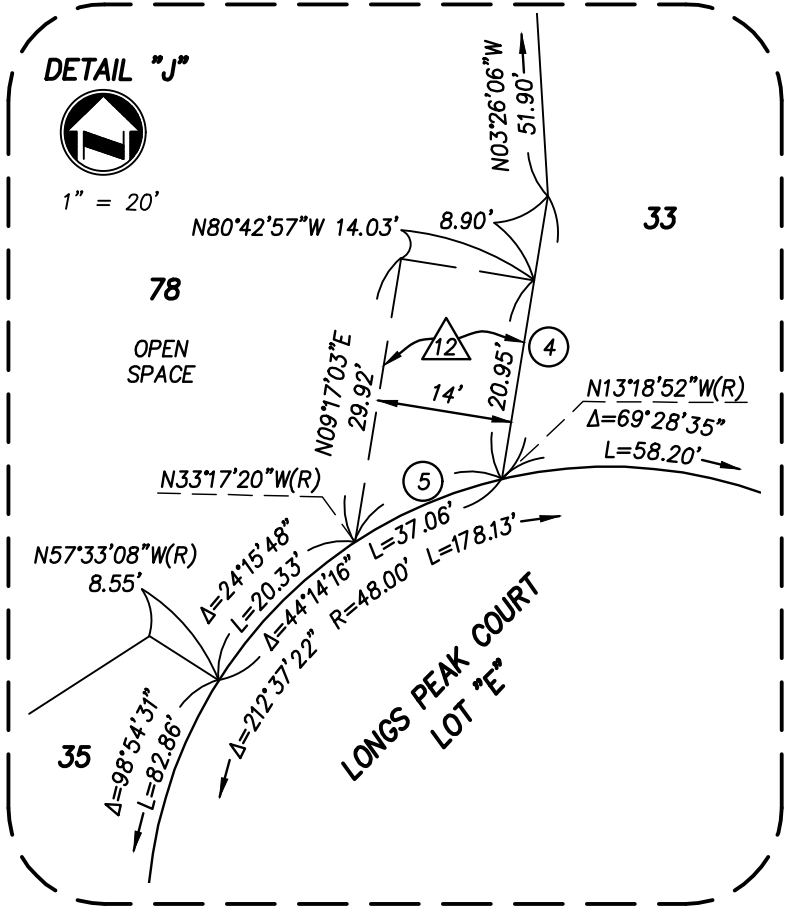 DETAIL "J"
1" = 20'
N03°26'06"W
51.90'
N80°42'57"W 14.03'
8.90'
33
78
OPEN
SPACE
12
4
N09°17'03"E
29.92'
14'
20.95'
N13°18'52"W(R)
Δ=69°28'35"
L=58.20'
N33°17'20"W(R)
5
N57°33'08"W(R)
8.55'
Δ=24°15'48"
L=20.33'
Δ=44°14'16" L=37.06'
Δ=212°37'22" R=48.00' L=178.13'
LONGS PEAK COURT
LOT "E"
35
Δ=98°54'31"
L=82.86'